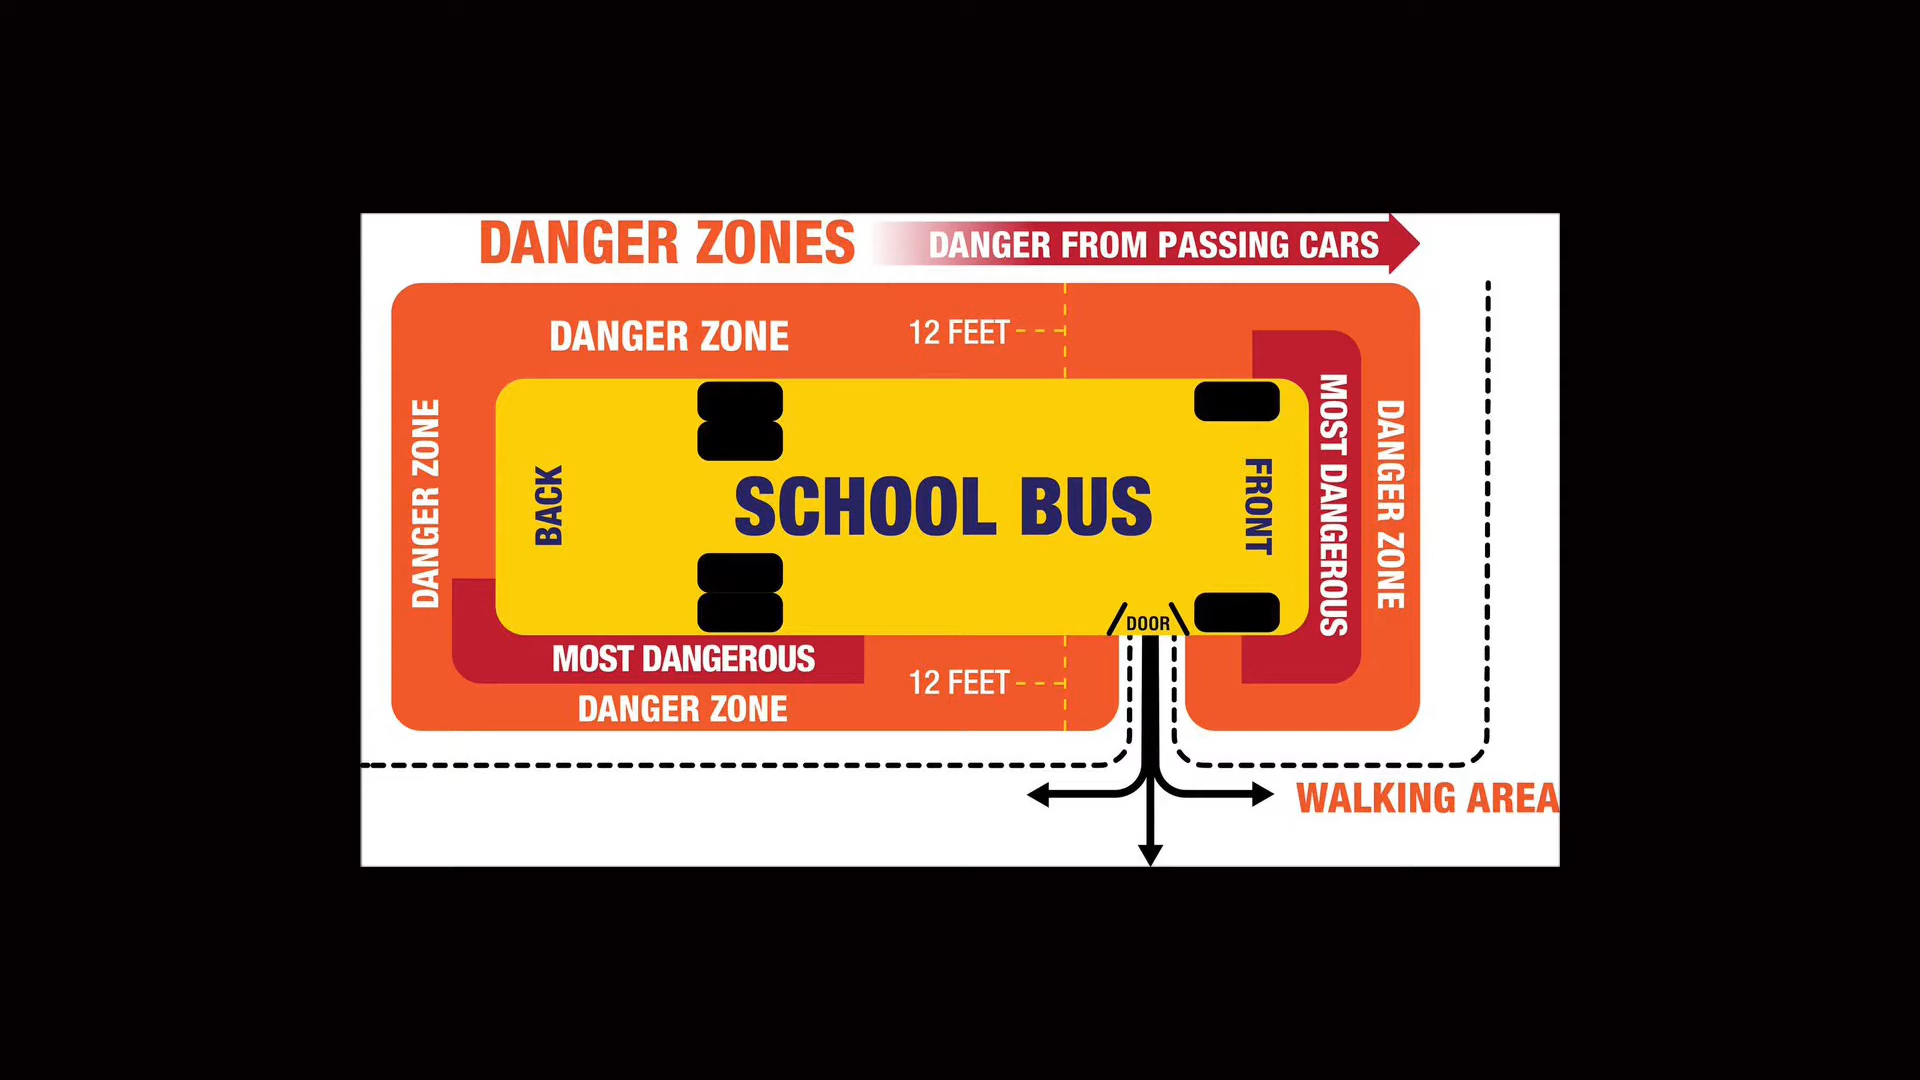 DANGER ZONES
DANGER FROM PASSING CARS
DANGER ZONE
12 FEET
DANGER ZONE
BACK
SCHOOL BUS
FRONT
MOST DANGEROUS
DANGER ZONE
DOOR
MOST DANGEROUS
12 FEET
DANGER ZONE
WALKING AREA